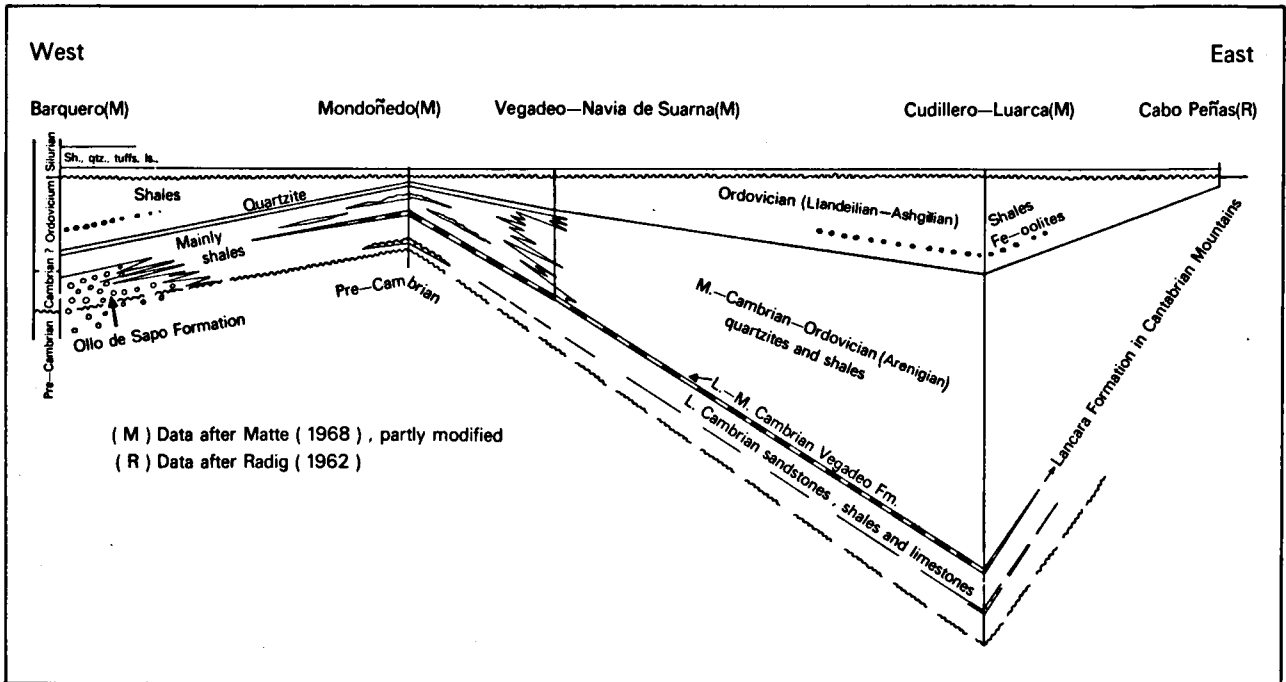 West
East
Barquero(M)
Mondoñedo(M)
Vegadeo—Navia de Suarna(M)
Cudillero—Luarca(M)
Cabo Peñas(R)
Pre—Cambrian
Cambrian ?
? Ordovicium
Silurian
Sh., qtz., tuffs, ls.,
Shales
Quartzite
Mainly
shales
Ollo de Sapo Formation
Pre—Cambrian
Ordovician (Llandeilian—Ashgilian)
Shales
Fe—oolites
M.—Cambrian—Ordovician (Arenigian)
quartzites and shales
L.—M. Cambrian Vegadeo Fm.
L. Cambrian sandstones, shales and limestones
Lancara Formation in Cantabrian Mountains
( M ) Data after Matte ( 1968 ) , partly modified
( R ) Data after Radig ( 1962 )